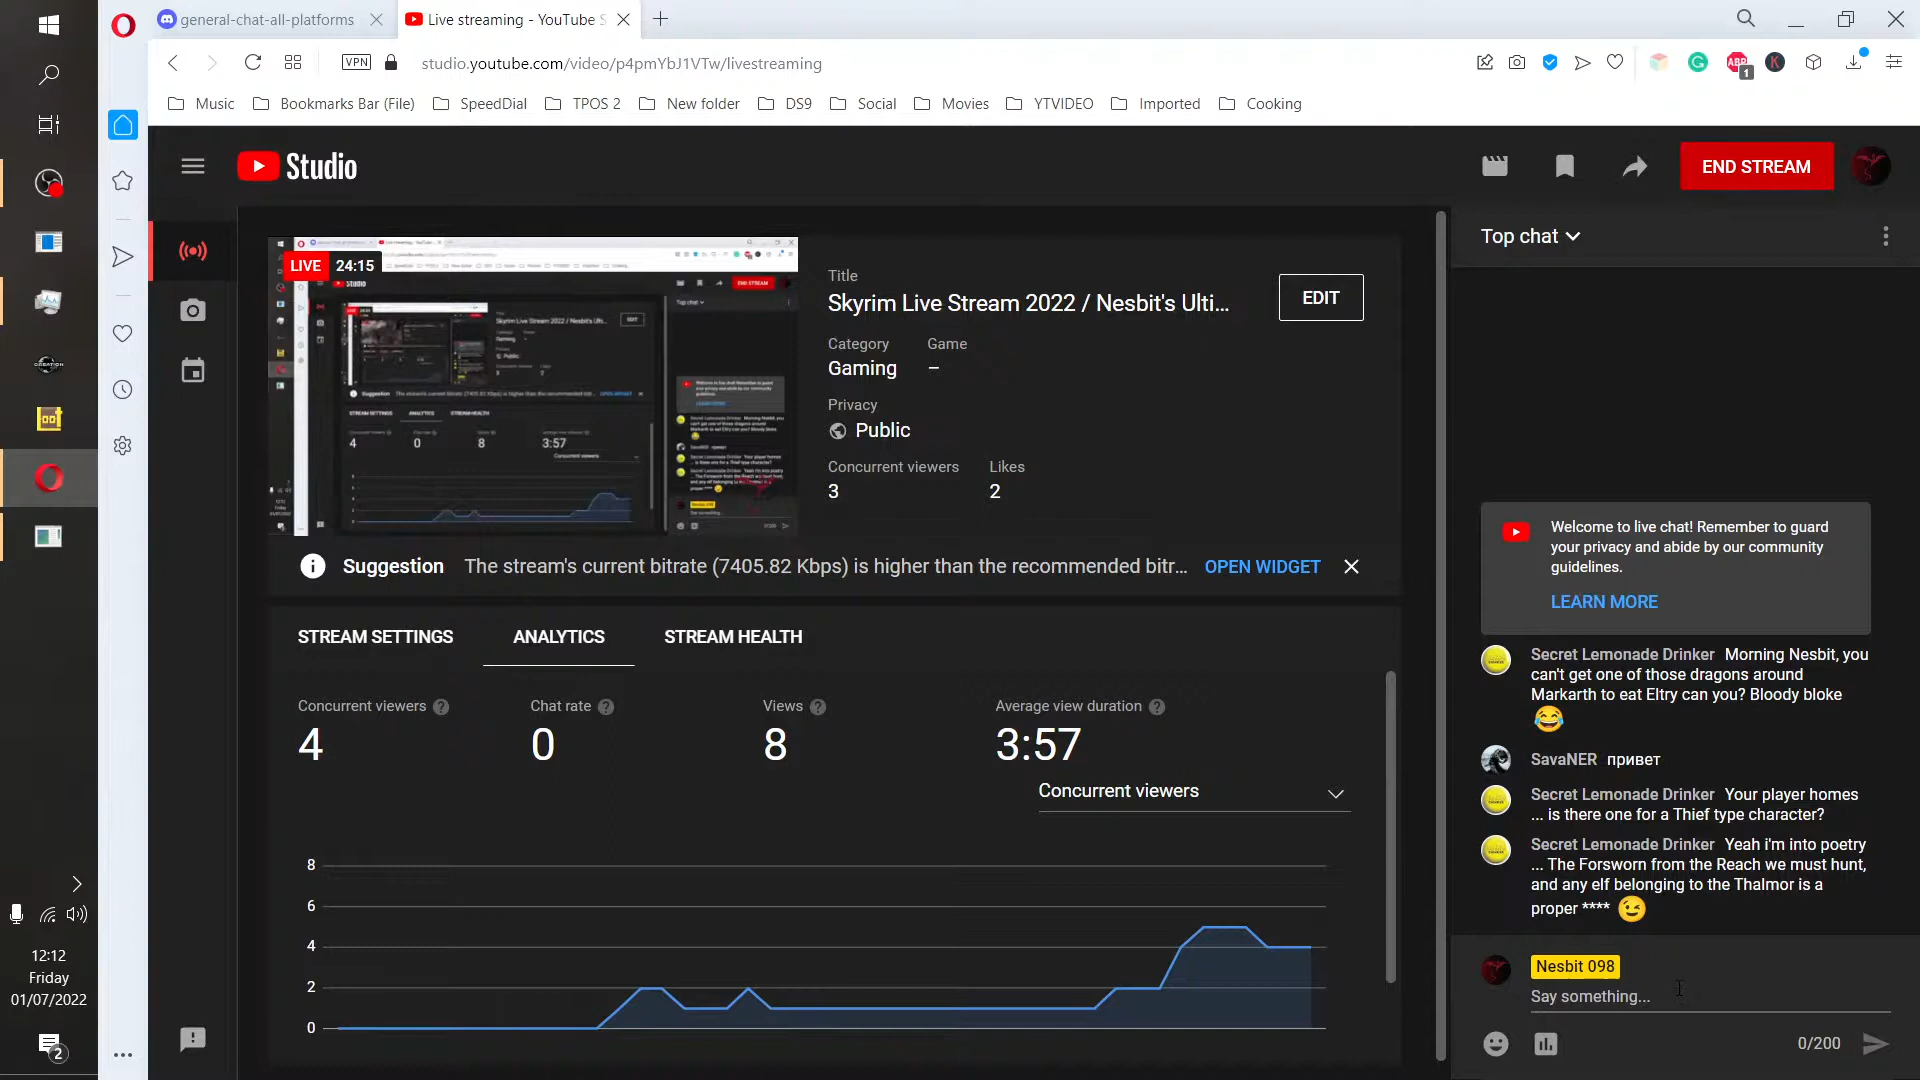 general-chat-all-platforms
Live streaming - YouTube S
VPN
studio.youtube.com/video/p4pmYbJ1VTw/livestreaming
ABP
1
K
G
Music
Bookmarks Bar (File)
SpeedDial
TPOS 2
New folder
DS9
Social
Movies
YTVIDEO
Imported
Cooking
Studio
END STREAM
Top chat
LIVE 24:15
Title
Skyrim Live Stream 2022 / Nesbit's Ulti...
EDIT
Category
Game
Gaming
–
Privacy
Public
Concurrent viewers
Likes
3
2
Suggestion The stream's current bitrate (7405.82 Kbps) is higher than the recommended bitr...
OPEN WIDGET
STREAM SETTINGS
ANALYTICS
STREAM HEALTH
Concurrent viewers
4
Chat rate
0
Views
8
Average view duration
3:57
Concurrent viewers
8
6
4
2
0
Welcome to live chat! Remember to guard
your privacy and abide by our community
guidelines.
LEARN MORE
Secret Lemonade Drinker Morning Nesbit, you
can't get one of those dragons around
Markarth to eat Eltry can you? Bloody bloke
😂
SavaNER привет
Secret Lemonade Drinker Your player homes
... is there one for a Thief type character?
Secret Lemonade Drinker Yeah i'm into poetry
... The Forsworn from the Reach we must hunt,
and any elf belonging to the Thalmor is a
proper **** 😉
Nesbit 098
Say something...
0/200
CREATION
12:12
Friday
01/07/2022
2